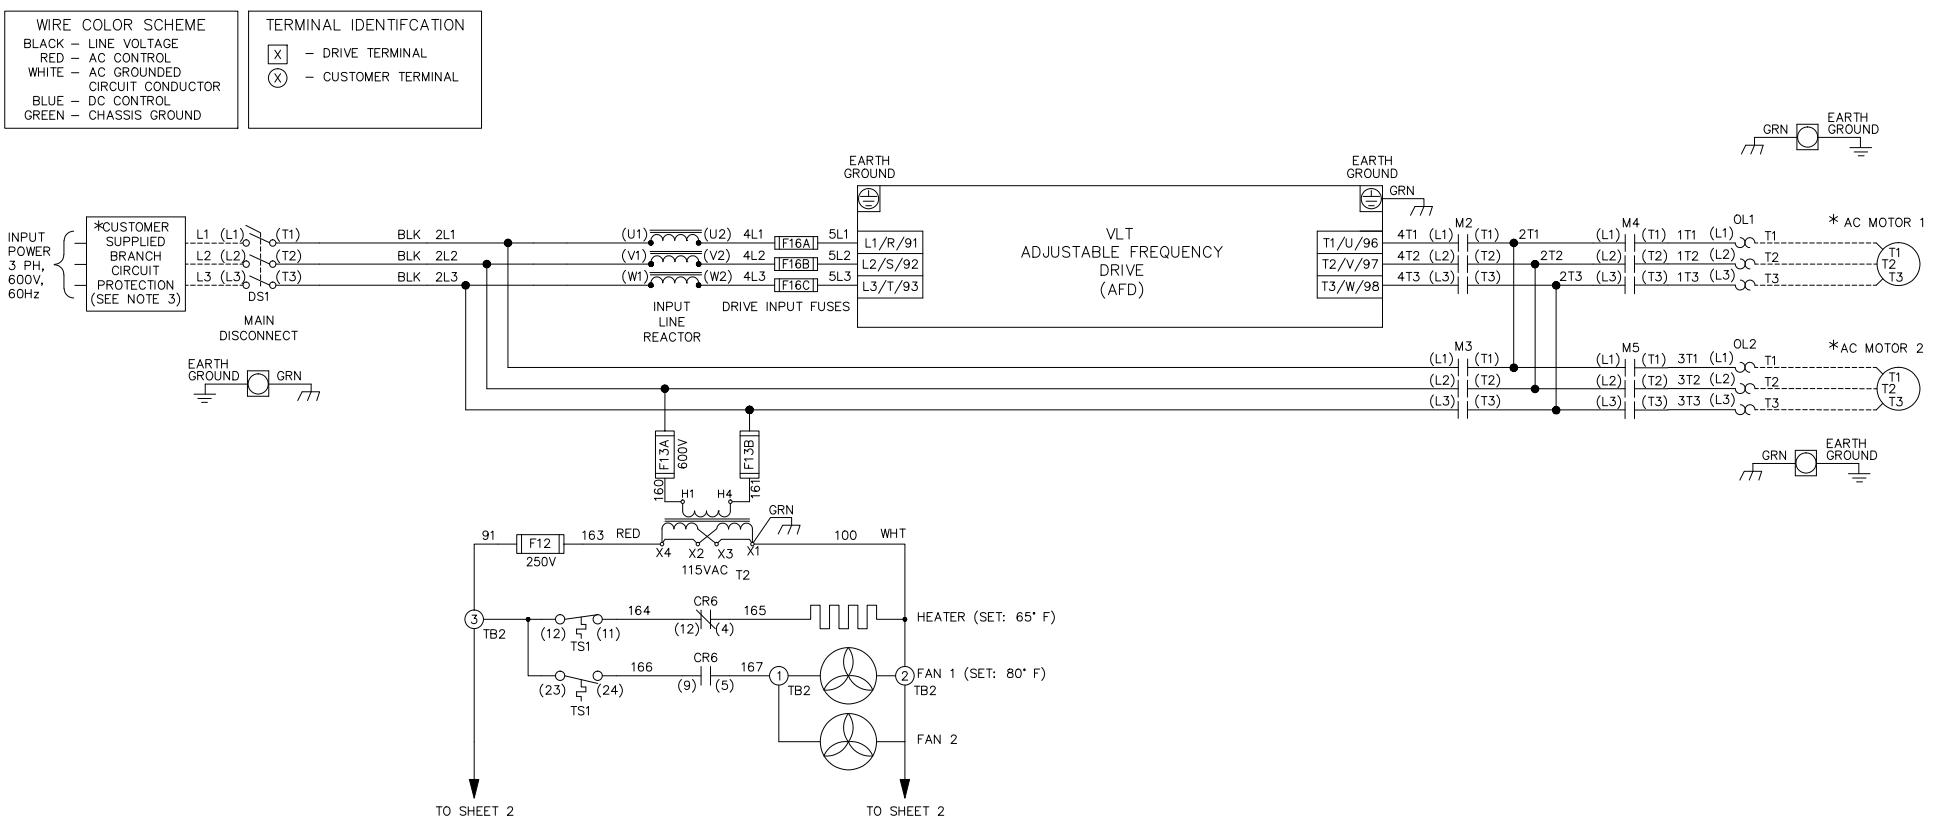 WIRE COLOR SCHEME
BLACK – LINE VOLTAGE
RED – AC CONTROL
WHITE – AC GROUNDED
CIRCUIT CONDUCTOR
BLUE – DC CONTROL
GREEN – CHASSIS GROUND
TERMINAL IDENTIFCATION
X – DRIVE TERMINAL
X – CUSTOMER TERMINAL
INPUT
POWER
3 PH,
600V,
60Hz
*CUSTOMER
SUPPLIED
BRANCH
CIRCUIT
PROTECTION
(SEE NOTE 3)
L1 (L1) (T1) BLK 2L1 (U1) (U2) 4L1 F16A 5L1 L1/R/91
L2 (L2) (T2) BLK 2L2 (V1) (V2) 4L2 F16B 5L2 L2/S/92
L3 (L3) (T3) BLK 2L3 (W1) (W2) 4L3 F16C 5L3 L3/T/93
DS1
MAIN
DISCONNECT
INPUT
LINE
REACTOR
DRIVE INPUT FUSES
EARTH
GROUND
GRN
EARTH
GROUND
VLT
ADJUSTABLE FREQUENCY
DRIVE
(AFD)
EARTH
GROUND
GRN
GRN
EARTH
GROUND
M2
M4
OL1
* AC MOTOR 1
T1/U/96 4T1 (L1) (T1) 2T1 (L1) (T1) 1T1 (L1) T1
T2/V/97 4T2 (L2) (T2) 2T2 (L2) (T2) 1T2 (L2) T2
T3/W/98 4T3 (L3) (T3) 2T3 (L3) (T3) 1T3 (L3) T3
T1
T2
T3
M3
M5
OL2
*AC MOTOR 2
(L1) (T1) (L1) (T1) 3T1 (L1) T1
(L2) (T2) (L2) (T2) 3T2 (L2) T2
(L3) (T3) (L3) (T3) 3T3 (L3) T3
T1
T2
T3
GRN
EARTH
GROUND
F13A
600V
F13B
160
161
H1 H4
GRN
91 F12 163 RED
250V
X4 X2 X3 X1
100 WHT
115VAC T2
3
TB2
(12) (11)
TS1
164
CR6
(12) (4)
165
HEATER (SET: 65° F)
(23) (24)
TS1
166
CR6
(9) (5)
167
1
TB2
2
TB2
FAN 1 (SET: 80° F)
FAN 2
TO SHEET 2
TO SHEET 2